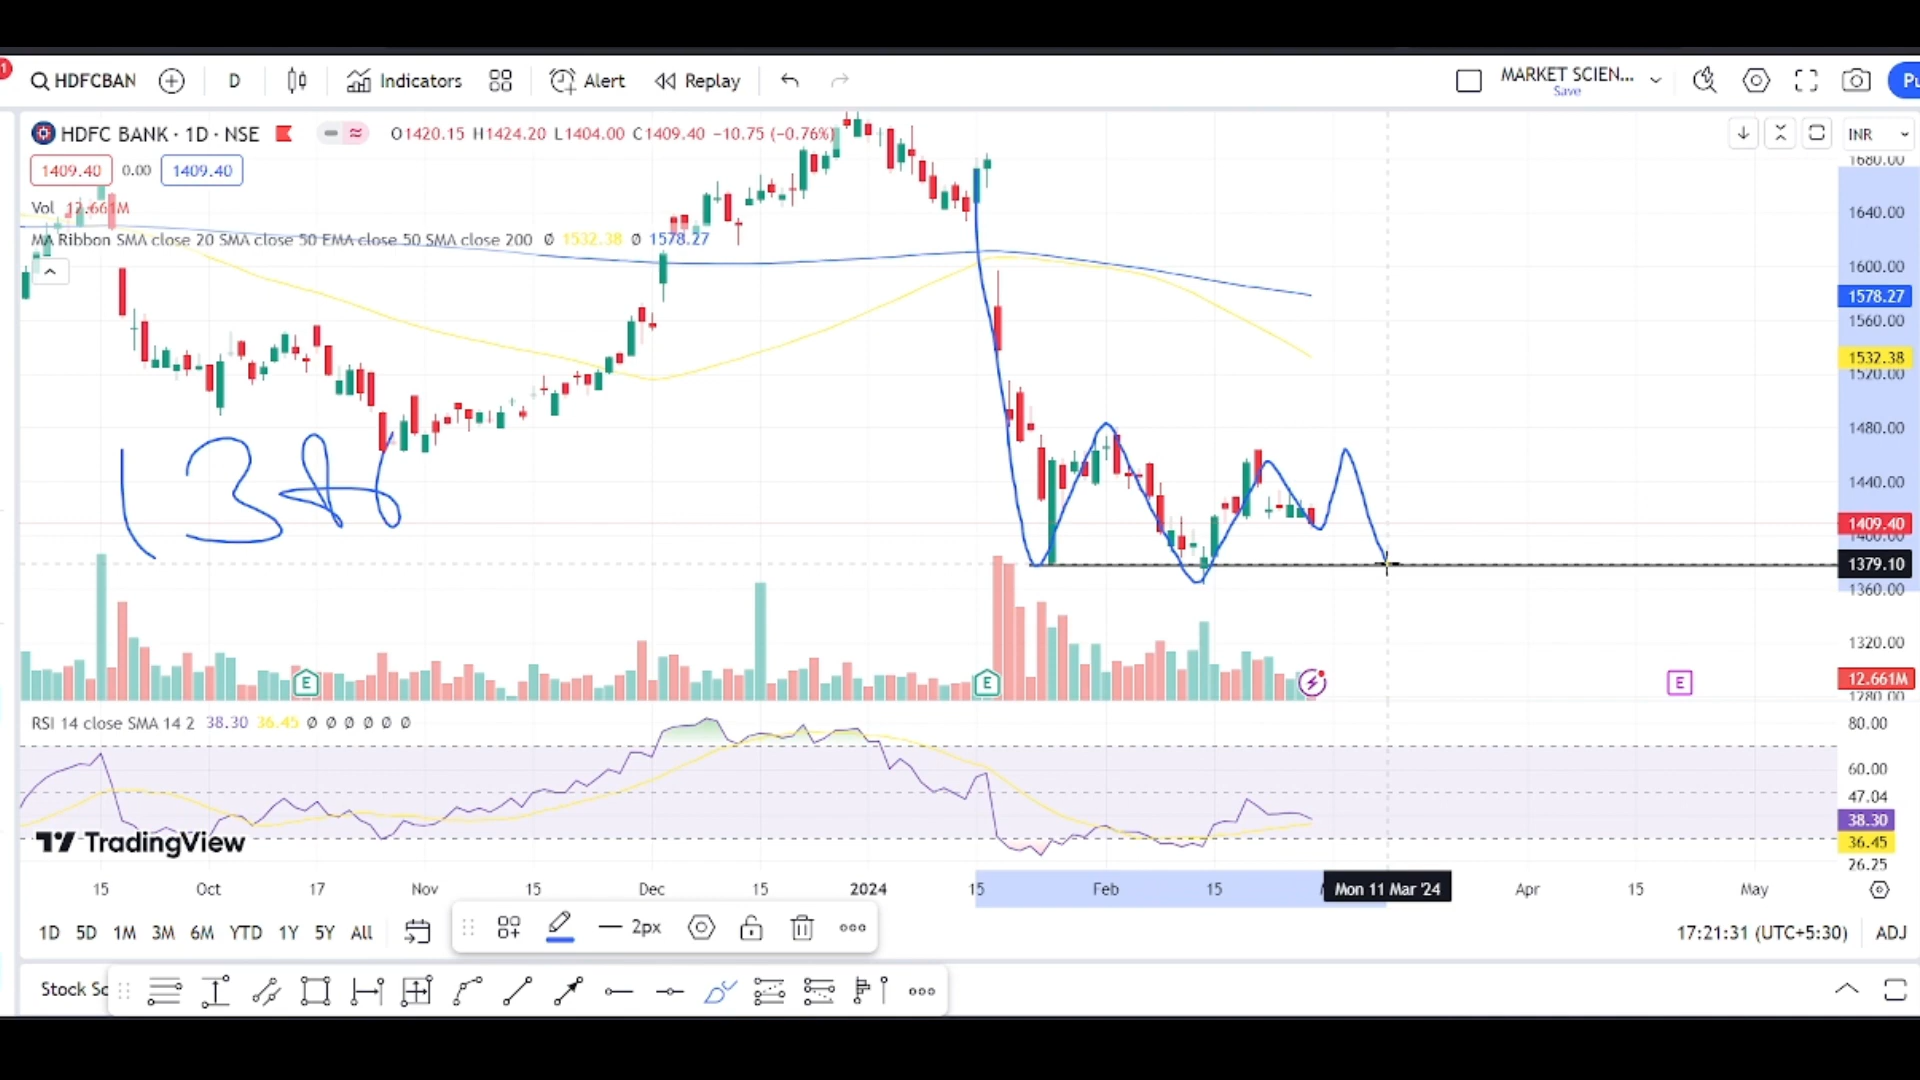 1
HDFCBAN
D
Indicators
Alert
Replay
MARKET SCIEN...
Save
Pu
HDFC BANK · 1D · NSE
O1420.15 H1424.20 L1404.00 C1409.40 −10.75 (−0.76%)
INR
1409.40 0.00 1409.40
Vol 12.661M
MA Ribbon SMA close 20 SMA close 50 EMA close 50 SMA close 200 Ø 1532.38 Ø 1578.27
1680.00
1640.00
1600.00
1578.27
1560.00
1532.38
1520.00
1480.00
1440.00
1409.40
1400.00
1379.10
1360.00
1320.00
12.661M
1280.00
138
E
E
E
RSI 14 close SMA 14 2 38.30 36.45 Ø Ø Ø Ø Ø Ø
80.00
60.00
47.04
38.30
36.45
26.25
TradingView
15 Oct 17 Nov 15 Dec 15 2024 15 Feb 15 Mon 11 Mar '24 Apr 15 May
1D 5D 1M 3M 6M YTD 1Y 5Y All
2px
17:21:31 (UTC+5:30) ADJ
Stock Sc